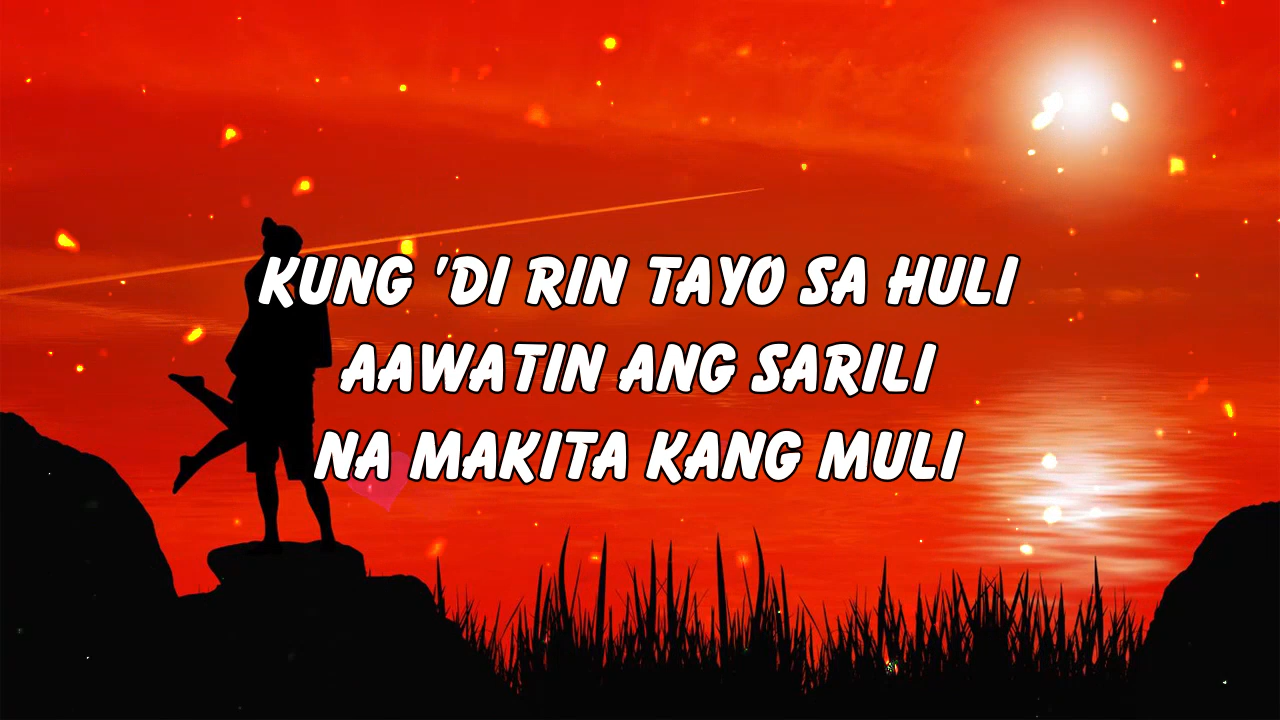 KUNG 'DI RIN TAYO SA HULI
AAWATIN ANG SARILI
NA MAKITA KANG MULI